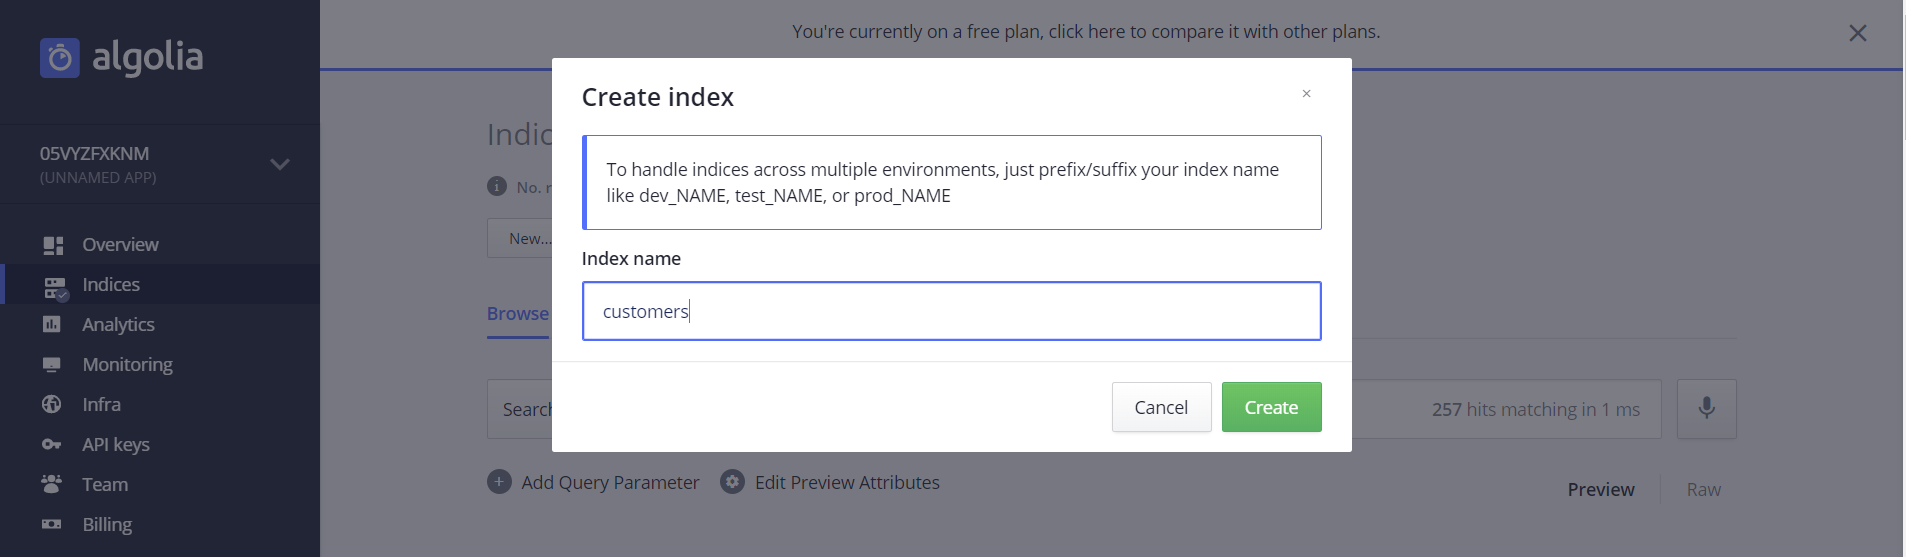 algolia
You're currently on a free plan, click here to compare it with other plans.
05VYZFXKNM
(UNNAMED APP)
Overview
Indices
Analytics
Monitoring
Infra
API keys
Team
Billing
Create index
×
To handle indices across multiple environments, just prefix/suffix your index name
like dev_NAME, test_NAME, or prod_NAME
Index name
customers
Cancel Create
No.
New...
Browse
257 hits matching in 1 ms
Add Query Parameter Edit Preview Attributes
Preview Raw